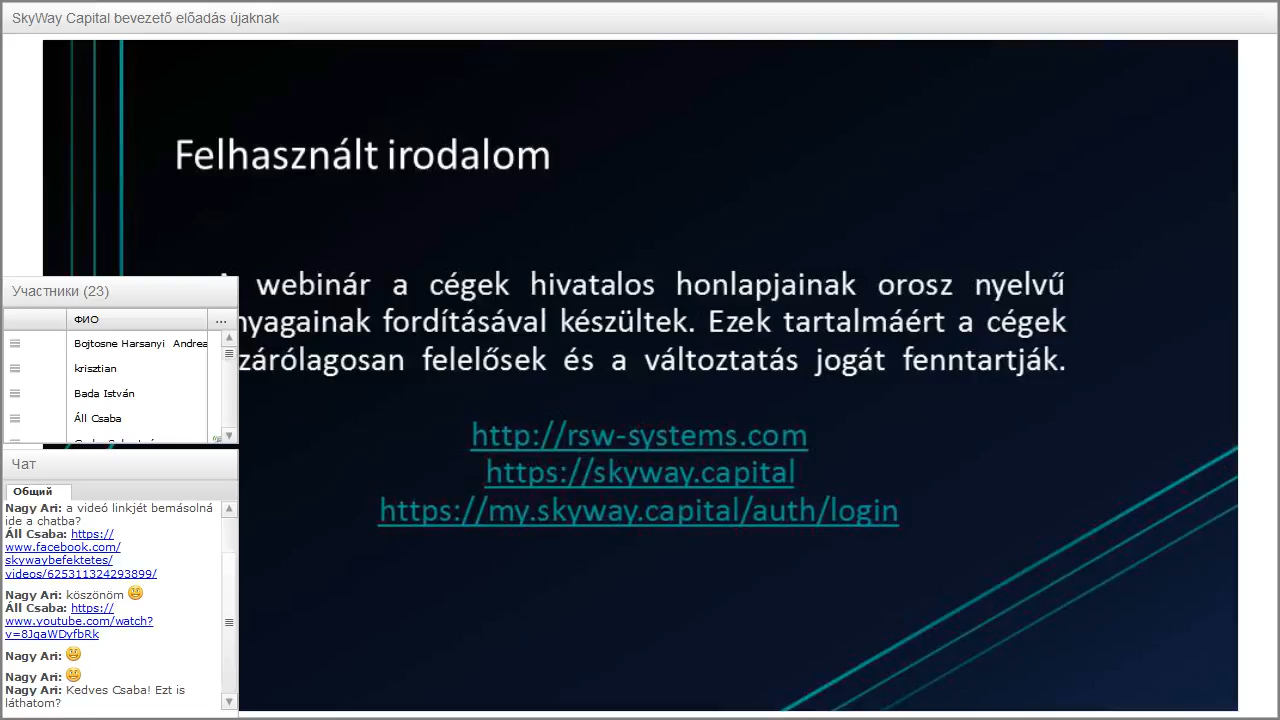 SkyWay Capital bevezető előadás újaknak
Felhasznált irodalom
webinár a cégek hivatalos honlapjainak orosz nyelvű
nyagainak fordításával készültek. Ezek tartalmáért a cégek
zárólagosan felelősek és a változtatás jogát fenntartják.
http://rsw-systems.com
https://skyway.capital
https://my.skyway.capital/auth/login
Участники (23)
ФИО
...
Bojtosne Harsányi Andrea
krisztian
Bada István
Áll Csaba
Чат
Общий
Nagy Ari: a videó linkjét bemásolná
ide a chatba?
Áll Csaba: https://
www.facebook.com/
skywaybefektetes/
videos/625311324293899/
Nagy Ari: köszönöm
Áll Csaba: https://
www.youtube.com/watch?
v=8JgaWDyfbRk
Nagy Ari:
Nagy Ari:
Nagy Ari: Kedves Csaba! Ezt is
láthatom?